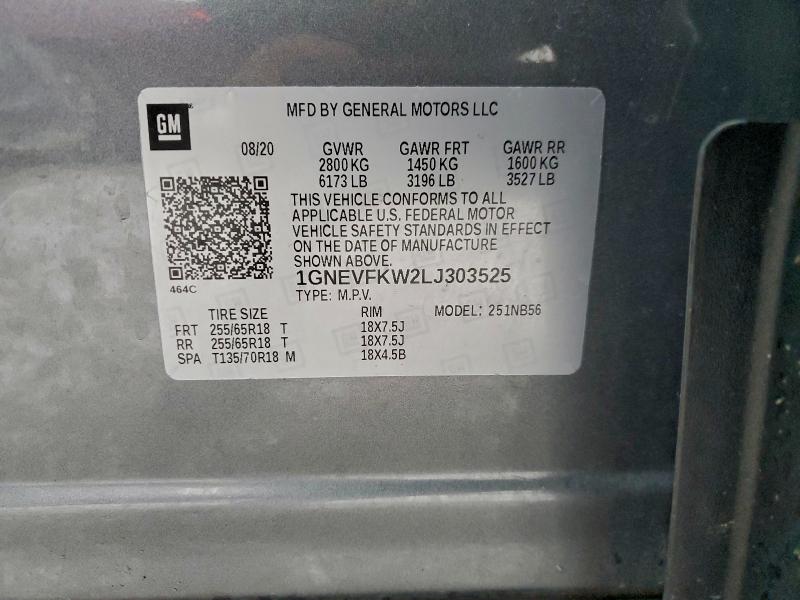 GM
MFD BY GENERAL MOTORS LLC
08/20 GVWR GAWR FRT GAWR RR
2800 KG 1450 KG 1600 KG
6173 LB 3196 LB 3527 LB
THIS VEHICLE CONFORMS TO ALL
APPLICABLE U.S. FEDERAL MOTOR
VEHICLE SAFETY STANDARDS IN EFFECT
ON THE DATE OF MANUFACTURE
SHOWN ABOVE.
1GNEVFKW2LJ303525
464C
TYPE: M.P.V.
TIRE SIZE RIM MODEL: 251NB56
FRT 255/65R18 T 18X7.5J
RR 255/65R18 T 18X7.5J
SPA T135/70R18 M 18X4.5B